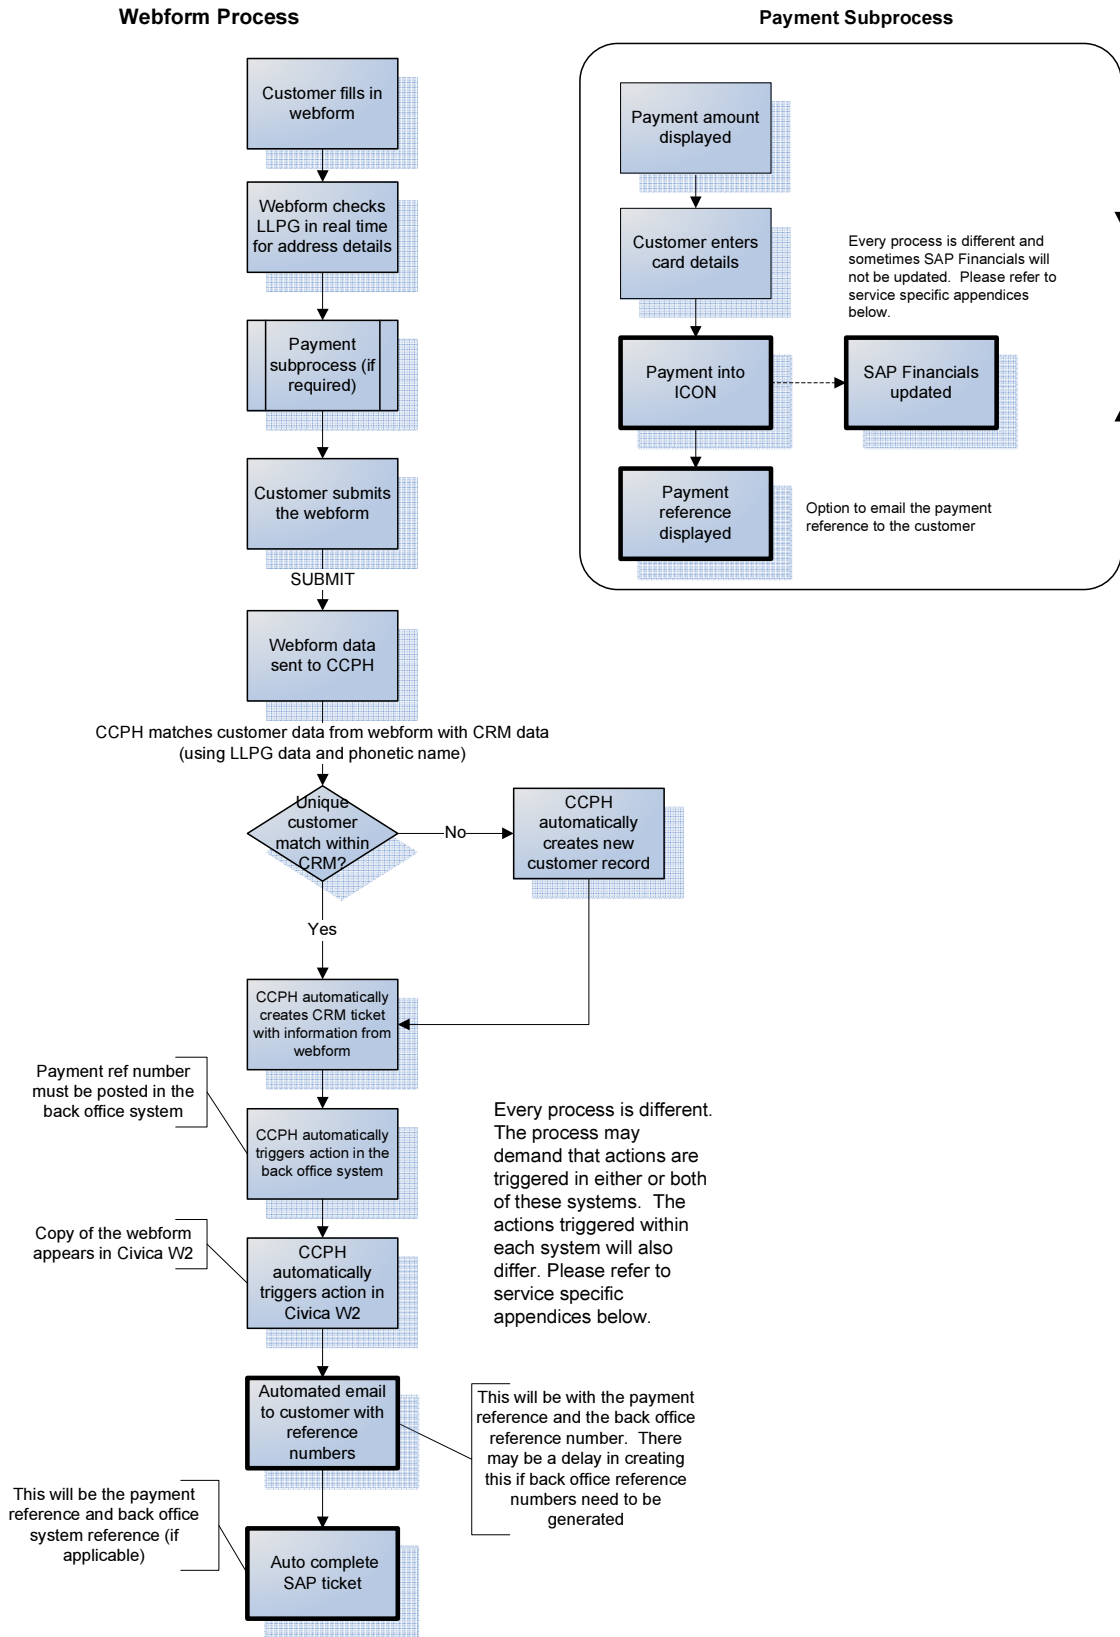 Webform Process
Customer fills in
webform
Webform checks
LLPG in real time
for address details
Payment
subprocess (if
required)
Customer submits
the webform
SUBMIT
Webform data
sent to CCPH
CCPH matches customer data from webform with CRM data
(using LLPG data and phonetic name)
Unique
customer
match within
CRM?
No
CCPH
automatically
creates new
customer record
Yes
CCPH automatically
creates CRM ticket
with information from
webform
Payment ref number
must be posted in the
back office system
CCPH automatically
triggers action in the
back office system
Copy of the webform
appears in Civica W2
CCPH
automatically
triggers action in
Civica W2
Every process is different.
The process may
demand that actions are
triggered in either or both
of these systems.  The
actions triggered within
each system will also
differ. Please refer to
service specific
appendices below.
Automated email
to customer with
reference
numbers
This will be with the payment
reference and the back office
reference number.  There
may be a delay in creating
this if back office reference
numbers need to be
generated
This will be the payment
reference and back office
system reference (if
applicable)
Auto complete
SAP ticket
Payment Subprocess
Payment amount
displayed
Customer enters
card details
Every process is different and
sometimes SAP Financials will
not be updated.  Please refer to
service specific appendices
below.
Payment into
ICON
SAP Financials
updated
Payment
reference
displayed
Option to email the payment
reference to the customer